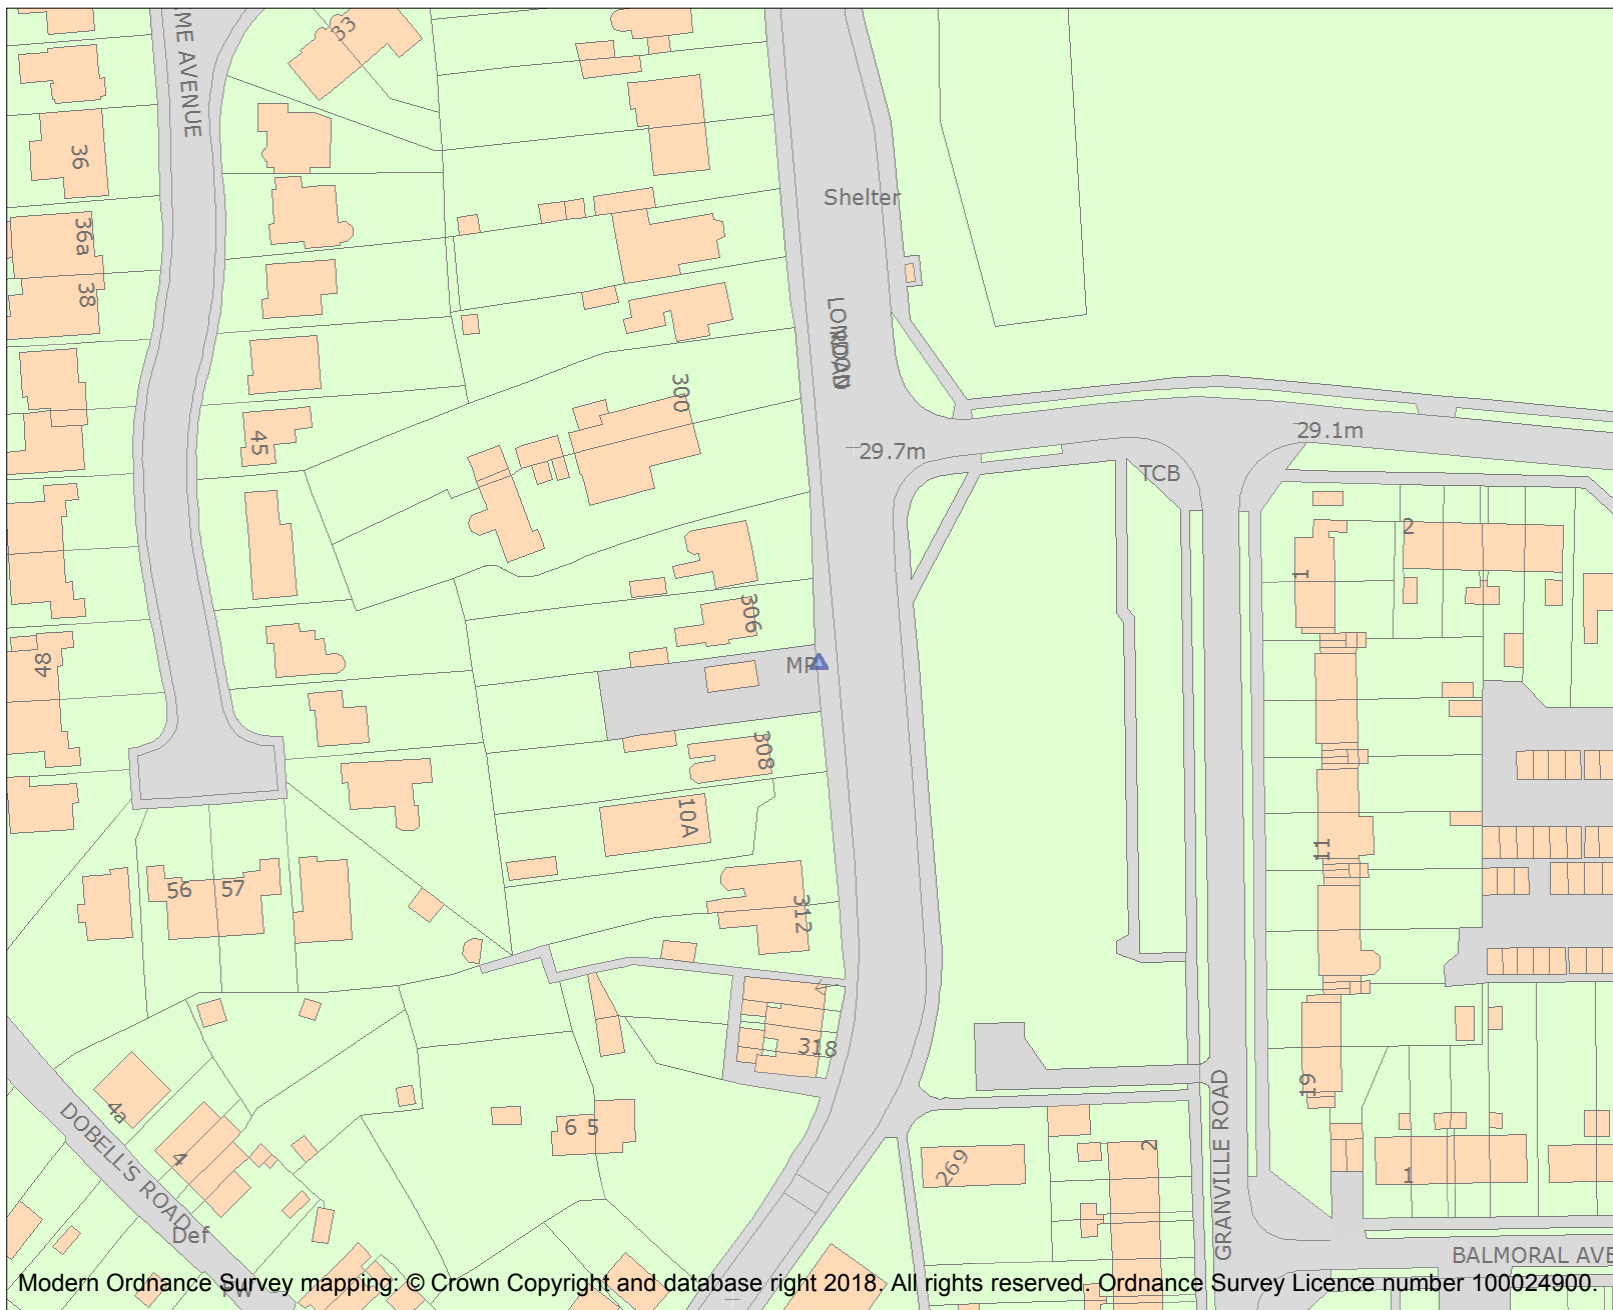 ME AVENUE
33
36
Shelter
36a
38
LONDON
ROAD
300
45
29.7m
29.1m
TCB
2
1
306
48
MP
308
10A
11
56
57
312
318
19
4a
DOBELL'S ROAD
4
6 5
GRANVILLE ROAD
269
2
1
Def
BALMORAL AVE
Modern Ordnance Survey mapping: © Crown Copyright and database right 2018. All rights reserved. Ordnance Survey Licence number 100024900.